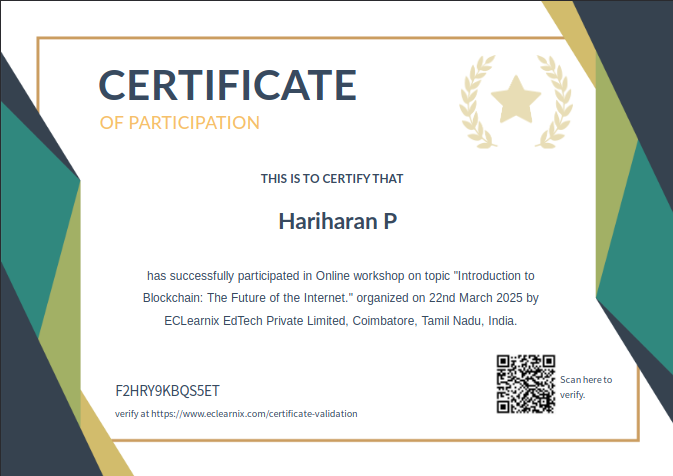 CERTIFICATE
OF PARTICIPATION
THIS IS TO CERTIFY THAT
Hariharan P
has successfully participated in Online workshop on topic "Introduction to
Blockchain: The Future of the Internet." organized on 22nd March 2025 by
ECLearnix EdTech Private Limited, Coimbatore, Tamil Nadu, India.
F2HRY9KBQS5ET
verify at https://www.eclearnix.com/certificate-validation
Scan here to
verify.